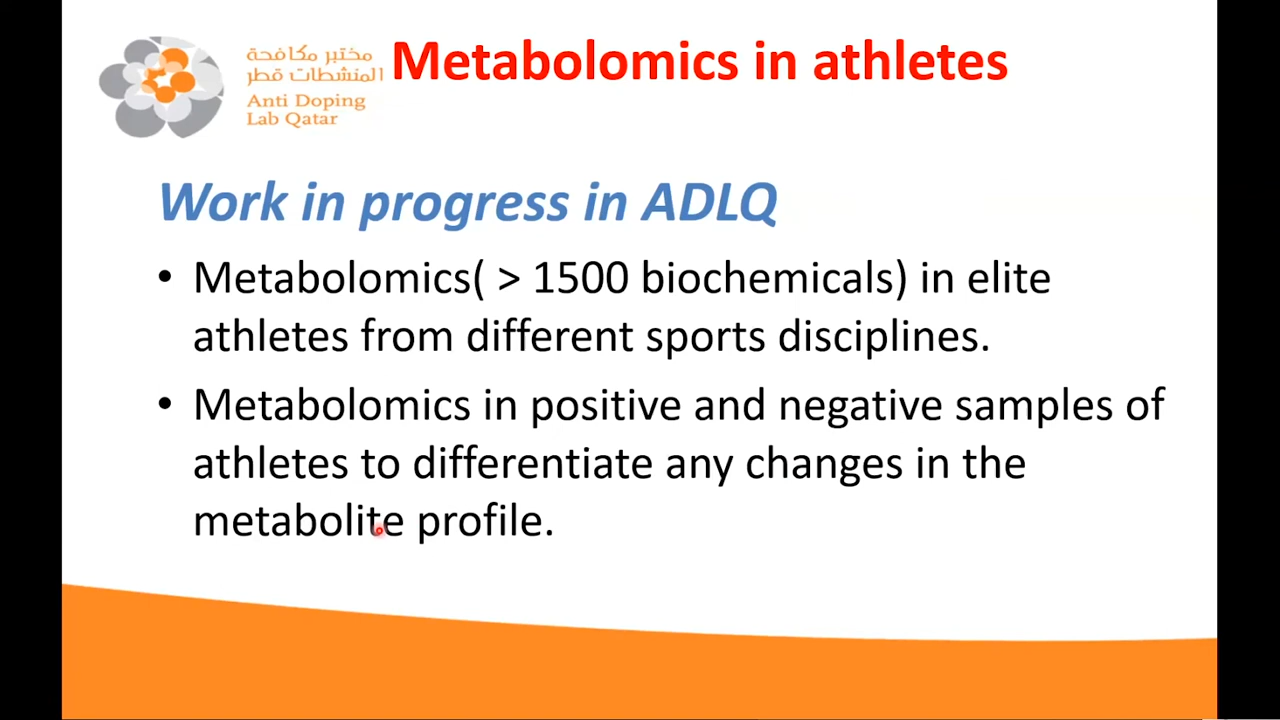 مختبر مكافحة
المنشطات قطر
Anti Doping
Lab Qatar
Metabolomics in athletes
Work in progress in ADLQ
• Metabolomics( > 1500 biochemicals) in elite
athletes from different sports disciplines.
• Metabolomics in positive and negative samples of
athletes to differentiate any changes in the
metabolite profile.